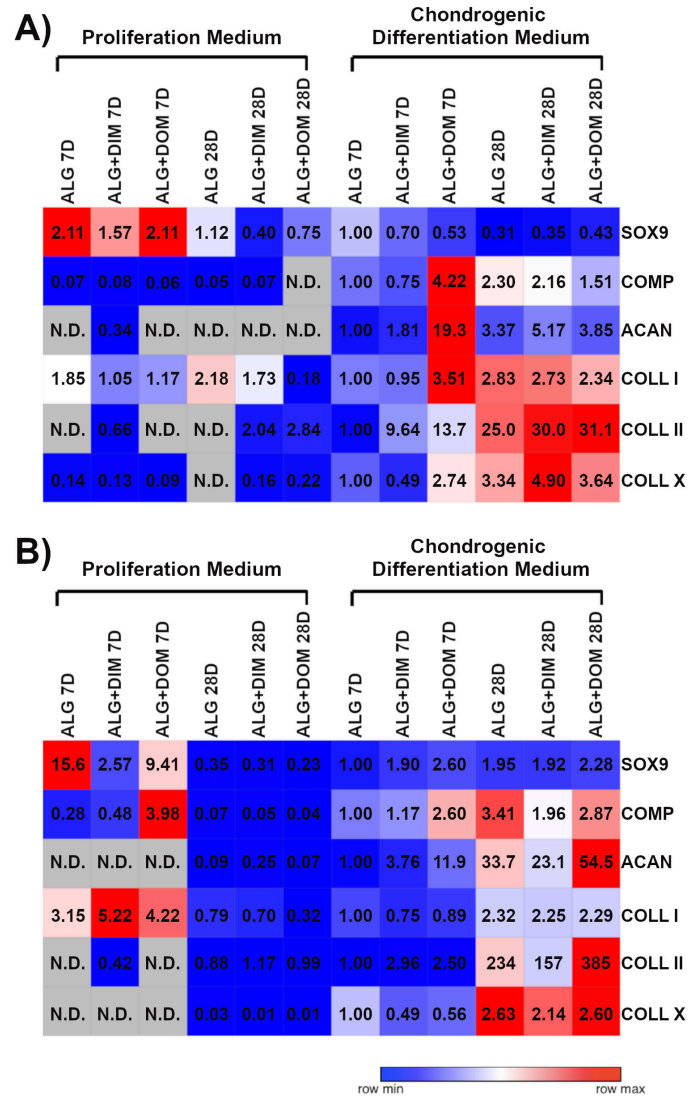 A)
Proliferation Medium
Chondrogenic
Differentiation Medium
ALG 7D ALG+DIM 7D ALG+DOM 7D ALG 28D ALG+DIM 28D ALG+DOM 28D ALG 7D ALG+DIM 7D ALG+DOM 7D ALG 28D ALG+DIM 28D ALG+DOM 28D
2.11 1.57 2.11 1.12 0.40 0.75 1.00 0.70 0.53 0.31 0.35 0.43 SOX9
0.07 0.08 0.06 0.05 0.07 N.D. 1.00 0.75 4.22 2.30 2.16 1.51 COMP
N.D. 0.34 N.D. N.D. N.D. N.D. 1.00 1.81 19.3 3.37 5.17 3.85 ACAN
1.85 1.05 1.17 2.18 1.73 0.18 1.00 0.95 3.51 2.83 2.73 2.34 COLL I
N.D. 0.66 N.D. N.D. 2.04 2.84 1.00 9.64 13.7 25.0 30.0 31.1 COLL II
0.14 0.13 0.09 N.D. 0.16 0.22 1.00 0.49 2.74 3.34 4.90 3.64 COLL X
B)
Proliferation Medium
Chondrogenic
Differentiation Medium
ALG 7D ALG+DIM 7D ALG+DOM 7D ALG 28D ALG+DIM 28D ALG+DOM 28D ALG 7D ALG+DIM 7D ALG+DOM 7D ALG 28D ALG+DIM 28D ALG+DOM 28D
15.6 2.57 9.41 0.35 0.31 0.23 1.00 1.90 2.60 1.95 1.92 2.28 SOX9
0.28 0.48 3.98 0.07 0.05 0.04 1.00 1.17 2.60 3.41 1.96 2.87 COMP
N.D. N.D. N.D. 0.09 0.25 0.07 1.00 3.76 11.9 33.7 23.1 54.5 ACAN
3.15 5.22 4.22 0.79 0.70 0.32 1.00 0.75 0.89 2.32 2.25 2.29 COLL I
N.D. 0.42 N.D. 0.88 1.17 0.99 1.00 2.96 2.50 234 157 385 COLL II
N.D. N.D. N.D. 0.03 0.01 0.01 1.00 0.49 0.56 2.63 2.14 2.60 COLL X
row min row max